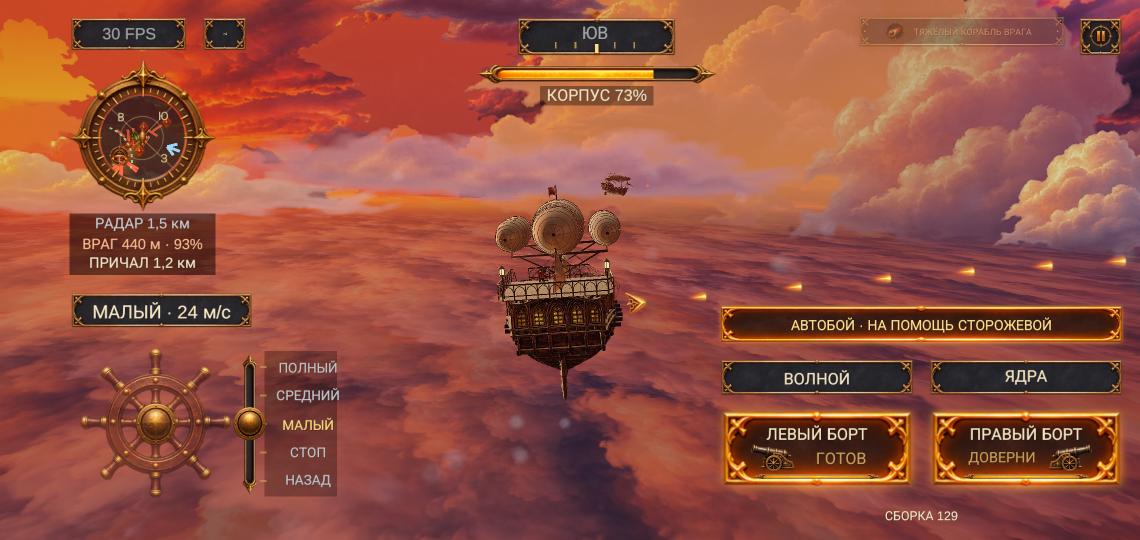 30 FPS
ЮВ
ТЯЖЁЛЫЙ КОРАБЛЬ ВРАГА
КОРПУС 73%
В
Ю
З
РАДАР 1,5 км
ВРАГ 440 м · 93%
ПРИЧАЛ 1,2 км
МАЛЫЙ · 24 м/с
АВТОБОЙ · НА ПОМОЩЬ СТОРОЖЕВОЙ
ПОЛНЫЙ
СРЕДНИЙ
МАЛЫЙ
СТОП
НАЗАД
ВОЛНОЙ
ЯДРА
ЛЕВЫЙ БОРТ
ГОТОВ
ПРАВЫЙ БОРТ
ДОВЕРНИ
СБОРКА 129